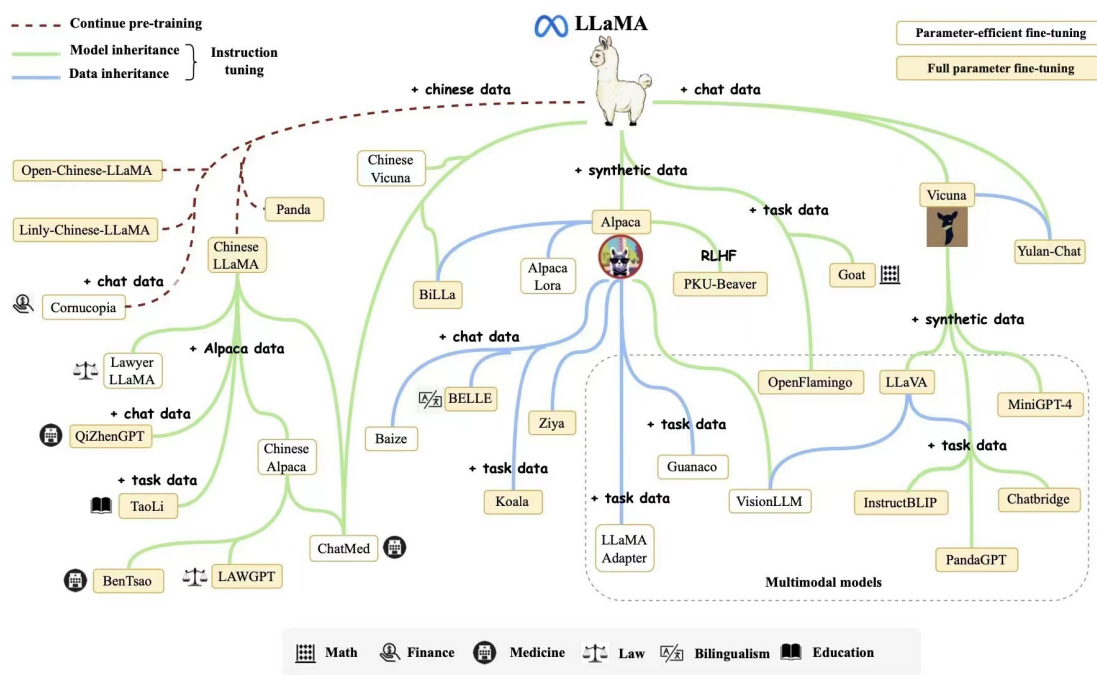 LLaMA
Continue pre-training
Model inheritance
Data inheritance
Instruction
tuning
Parameter-efficient fine-tuning
Full parameter fine-tuning
+ chinese data
+ chat data
Chinese
Vicuna
+ synthetic data
Open-Chinese-LLaMA
Panda
Vicuna
+ task data
Linly-Chinese-LLaMA
Alpaca
Chinese
LLaMA
Yulan-Chat
RLHF
Alpaca
Lora
Goat
PKU-Beaver
BiLLa
+ chat data
Cornucopia
+ synthetic data
+ chat data
+ Alpaca data
Lawyer
LLaMA
OpenFlamingo
LLaVA
MiniGPT-4
BELLE
+ chat data
Ziya
+ task data
QiZhenGPT
Baize
+ task data
Chinese
Alpaca
Guanaco
+ task data
+ task data
Koala
VisionLLM
InstructBLIP
Chatbridge
TaoLi
+ task data
LLaMA
Adapter
ChatMed
PandaGPT
BenTsao
LAWGPT
Multimodal models
Math
Finance
Medicine
Law
Bilingualism
Education